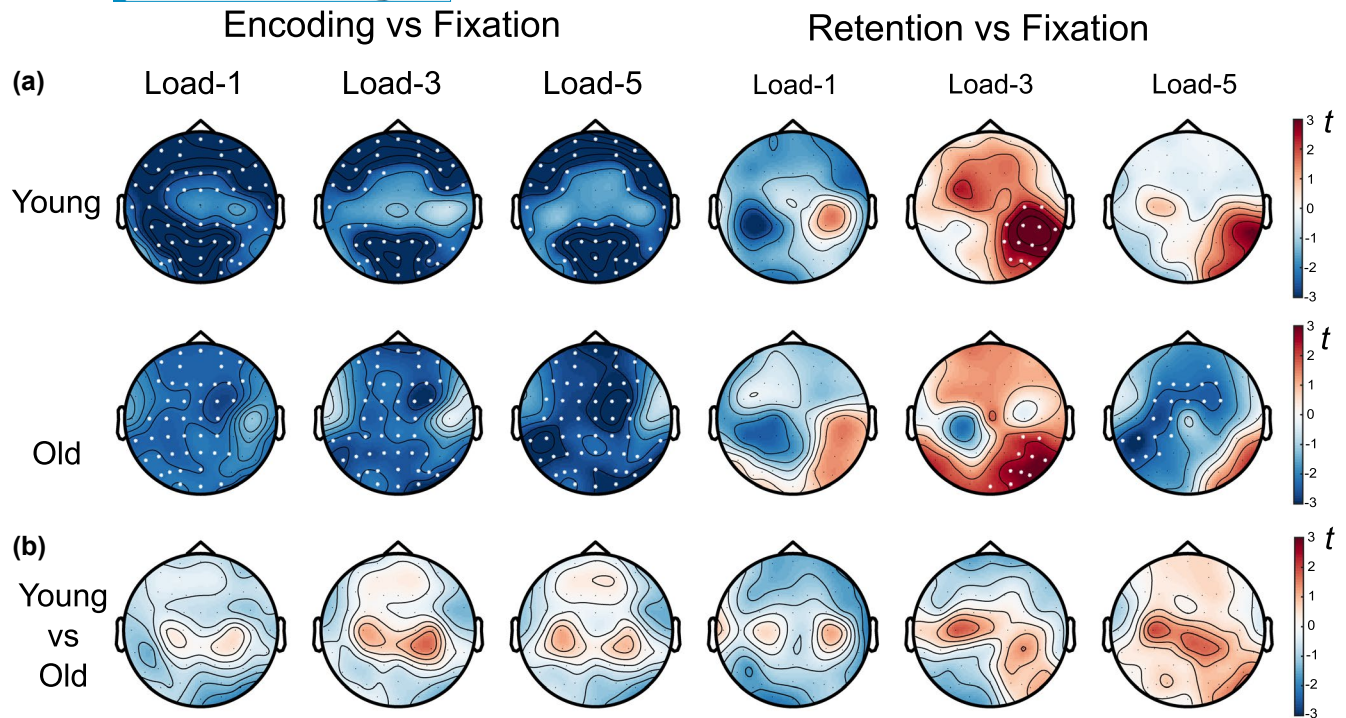 Encoding vs Fixation
Retention vs Fixation
(a)
Load-1
Load-3
Load-5
Load-1
Load-3
Load-5
Young
3
2
1
0
-1
-2
-3
t
Old
3
2
1
0
-1
-2
-3
t
(b)
Young
vs
Old
3
2
1
0
-1
-2
-3
t